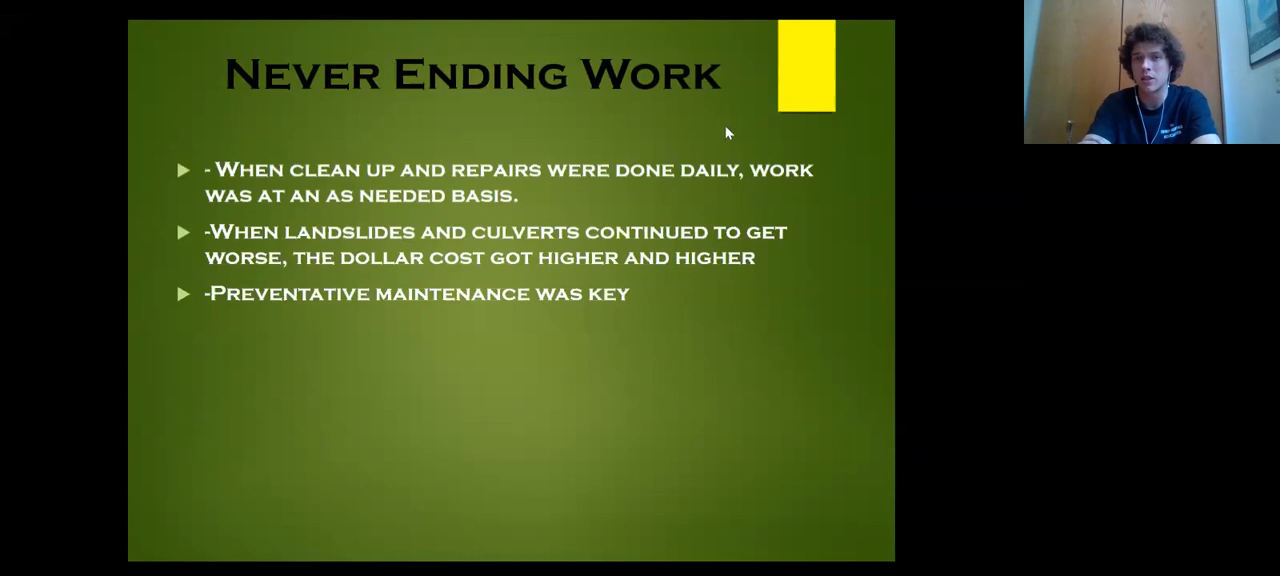 Never Ending Work
- When clean up and repairs were done daily, work
was at an as needed basis.
-When landslides and culverts continued to get
worse, the dollar cost got higher and higher
-Preventative maintenance was key